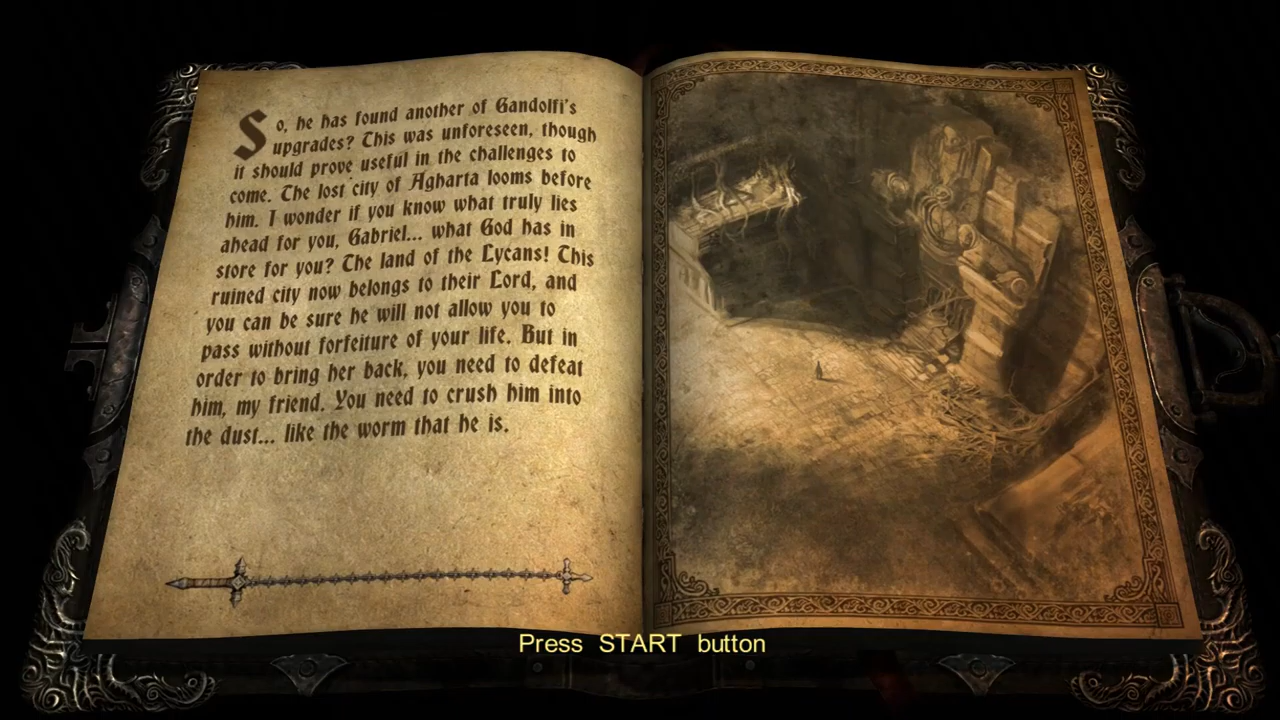 So, he has found another of Gandolfi's
upgrades? This was unforeseen, though
it should prove useful in the challenges to
come. The lost city of Agharta looms before
him. I wonder if you know what truly lies
ahead for you, Gabriel... what God has in
store for you? The land of the Lycans! This
ruined city now belongs to their Lord, and
you can be sure he will not allow you to
pass without forfeiture of your life. But in
order to bring her back, you need to defeat
him, my friend. You need to crush him into
the dust... like the worm that he is.
Press START button